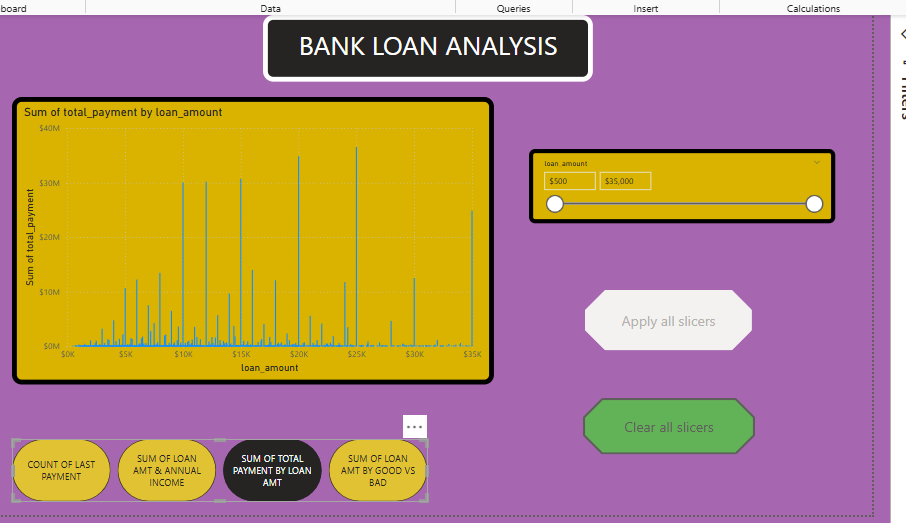 board Data Queries Insert Calculations
BANK LOAN ANALYSIS
Sum of total_payment by loan_amount
$40M
$30M
$20M
$10M
$0M
Sum of total_payment
$0K $5K $10K $15K $20K $25K $30K $35K
loan_amount
loan_amount
$500 $35,000
Apply all slicers
Clear all slicers
...
COUNT OF LAST
PAYMENT
SUM OF LOAN
AMT & ANNUAL
INCOME
SUM OF TOTAL
PAYMENT BY LOAN
AMT
SUM OF LOAN
AMT BY GOOD VS
BAD